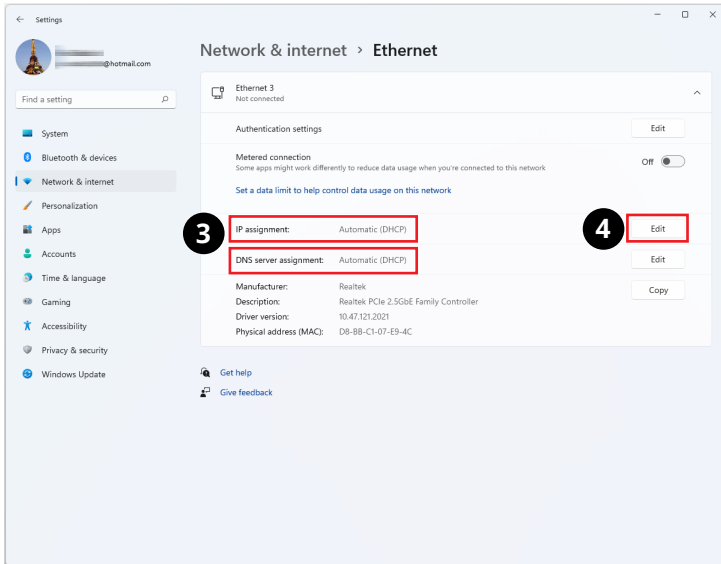 Settings
@hotmail.com
Find a setting
System
Bluetooth & devices
Network & internet
Personalization
Apps
Accounts
Time & language
Gaming
Accessibility
Privacy & security
Windows Update
Network & internet > Ethernet
Ethernet 3
Not connected
Authentication settings Edit
Metered connection
Some apps might work differently to reduce data usage when you're connected to this network
Off
Set a data limit to help control data usage on this network
3 IP assignment: Automatic (DHCP) 4 Edit
DNS server assignment: Automatic (DHCP) Edit
Manufacturer: Realtek Copy
Description: Realtek PCIe 2.5GbE Family Controller
Driver version: 10.47.121.2021
Physical address (MAC): D8-BB-C1-07-E9-4C
Get help
Give feedback